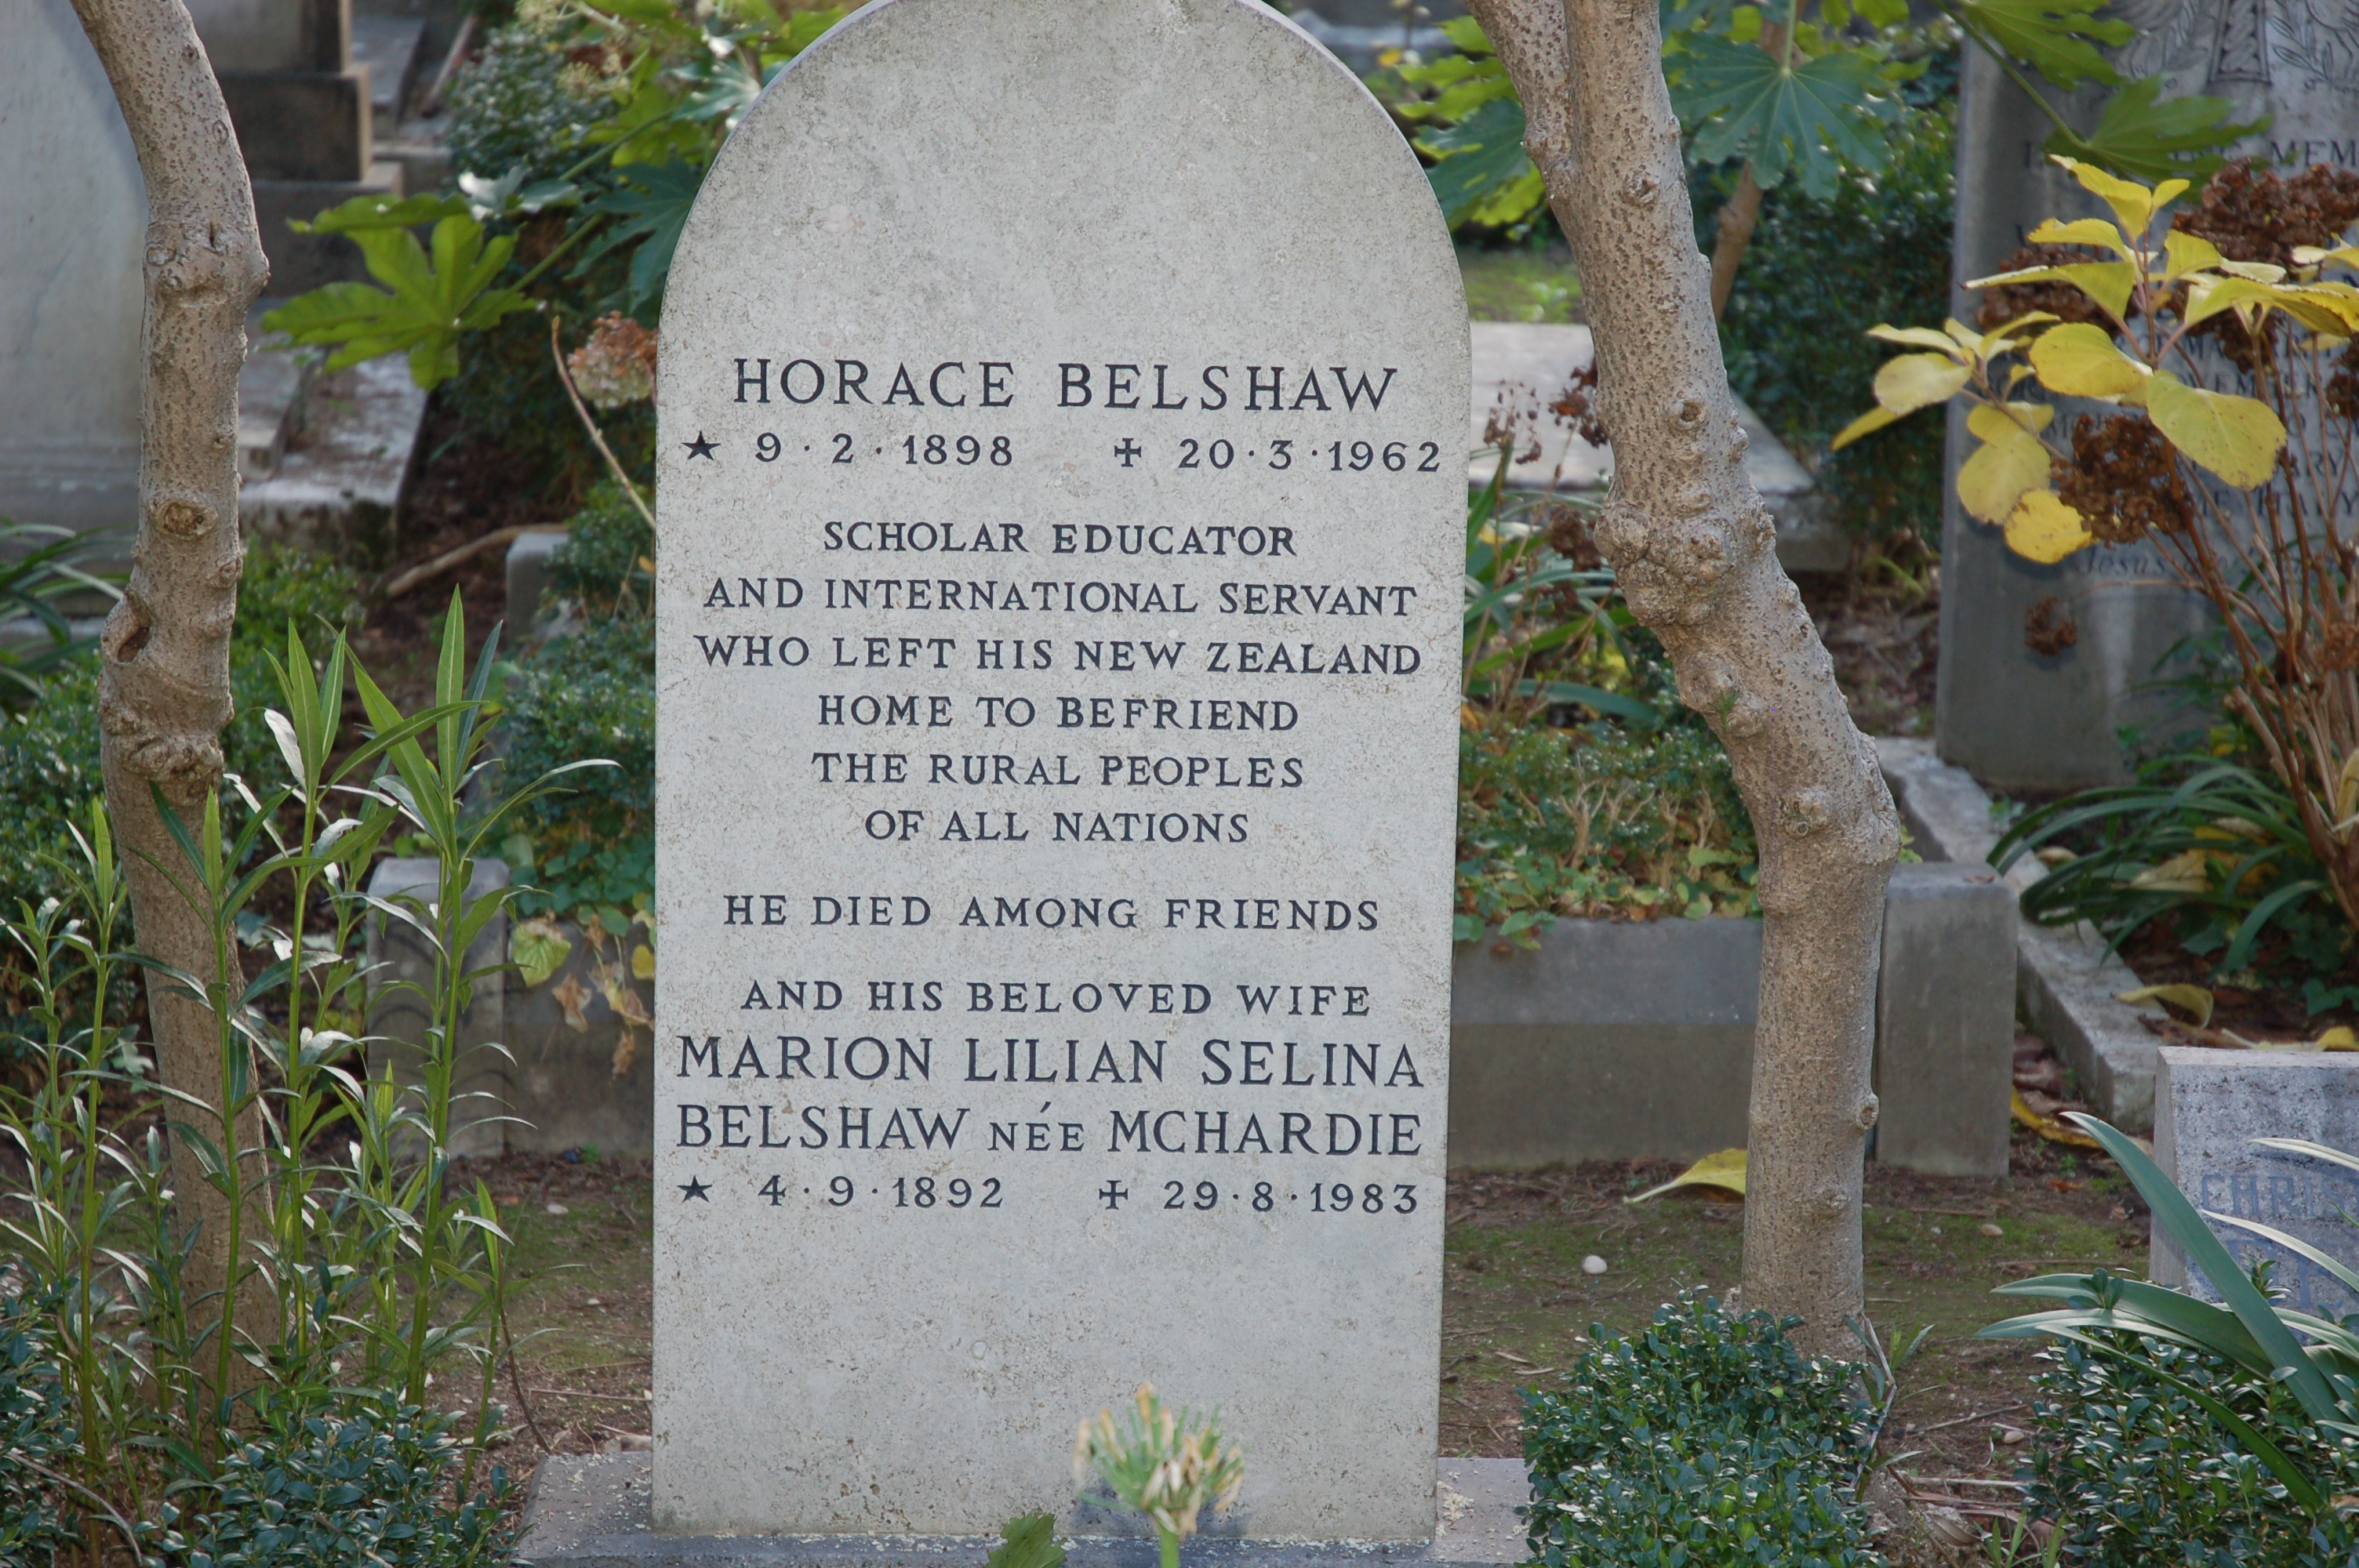 HORACE BELSHAW
★ 9 · 2 · 1898 ✝ 20 · 3 · 1962
SCHOLAR EDUCATOR
AND INTERNATIONAL SERVANT
WHO LEFT HIS NEW ZEALAND
HOME TO BEFRIEND
THE RURAL PEOPLES
OF ALL NATIONS
HE DIED AMONG FRIENDS
AND HIS BELOVED WIFE
MARION LILIAN SELINA
BELSHAW NÉE MCHARDIE
★ 4 · 9 · 1892 ✝ 29 · 8 · 1983